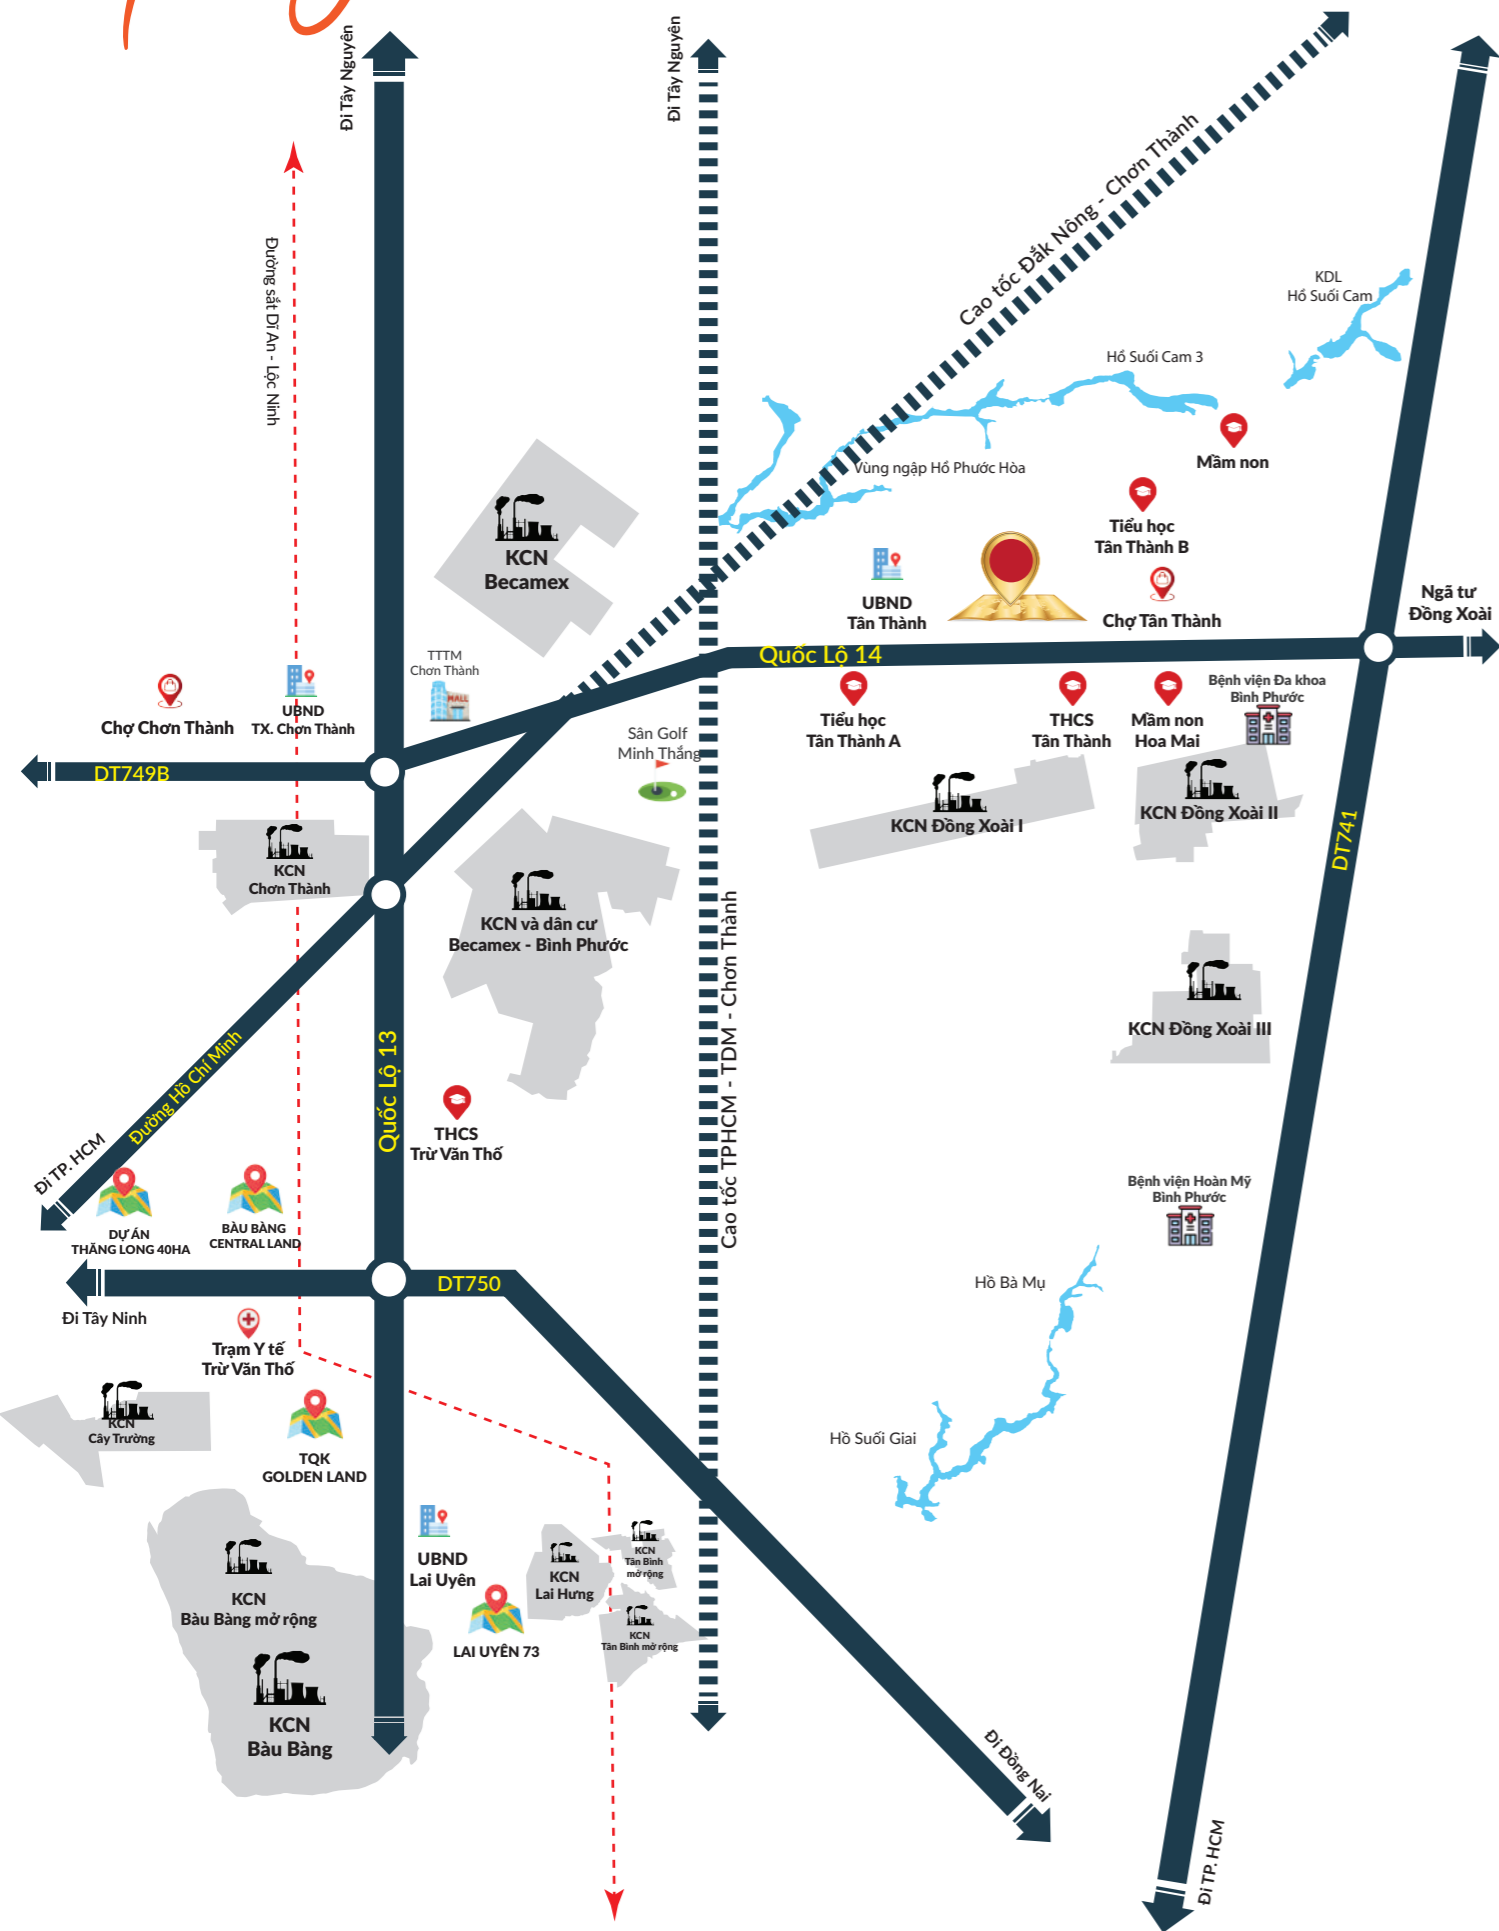 Đi Tây Nguyên
Đi Tây Nguyên
Cao tốc Đắk Nông - Chơn Thành
Đường sắt Dĩ An - Lộc Ninh
KDL
Hồ Suối Cam
Hồ Suối Cam 3
Mầm non
Vùng ngập Hồ Phước Hòa
Tiểu học
Tân Thành B
KCN
Becamex
UBND
Tân Thành
Chợ Tân Thành
Ngã tư
Đồng Xoài
Quốc Lộ 14
TTTM
Chơn Thành
MALL
Chợ Chơn Thành
UBND
TX. Chơn Thành
Sân Golf
Minh Thắng
Tiểu học
Tân Thành A
THCS
Tân Thành
Mầm non
Hoa Mai
Bệnh viện Đa khoa
Bình Phước
DT749B
KCN Đồng Xoài I
KCN Đồng Xoài II
DT741
KCN
Chơn Thành
KCN và dân cư
Becamex - Bình Phước
Cao tốc TPHCM - TDM - Chơn Thành
KCN Đồng Xoài III
Quốc Lộ 13
Đường Hồ Chí Minh
Đi TP. HCM
THCS
Trừ Văn Thố
Bệnh viện Hoàn Mỹ
Bình Phước
DỰ ÁN
THĂNG LONG 40HA
BÀU BÀNG
CENTRAL LAND
DT750
Hồ Bà Mụ
Đi Tây Ninh
Trạm Y tế
Trừ Văn Thố
KCN
Cây Trường
Hồ Suối Giai
TQK
GOLDEN LAND
UBND
Lai Uyên
KCN
Lai Hưng
KCN
Tân Bình
mở rộng
KCN
Bàu Bàng mở rộng
LAI UYÊN 73
KCN
Tân Bình mở rộng
KCN
Bàu Bàng
Đi Đồng Nai
Đi TP. HCM